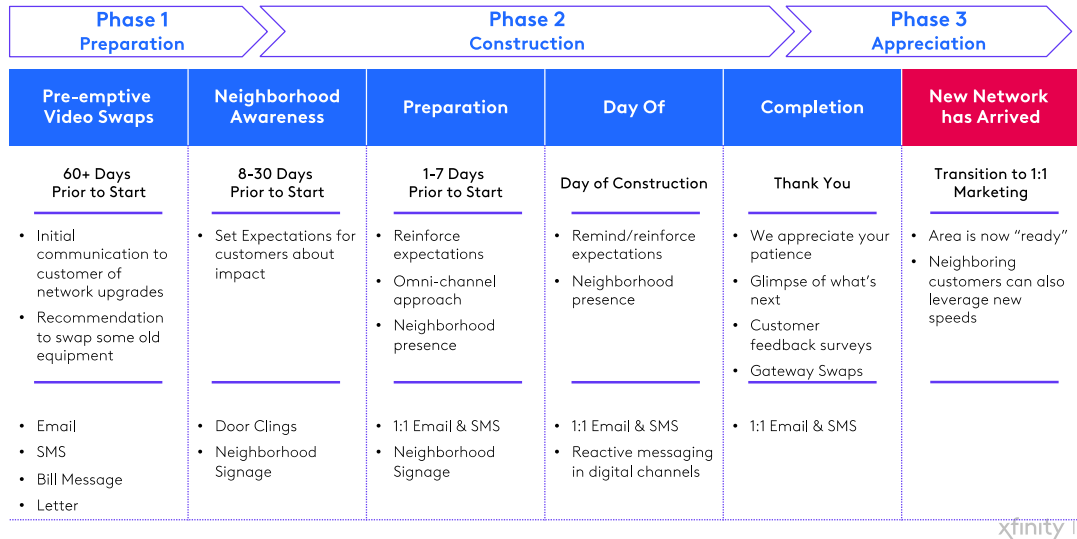 Phase 1
Preparation
Phase 2
Construction
Phase 3
Appreciation
Pre-emptive
Video Swaps
60+ Days
Prior to Start
• Initial
communication to
customer of
network upgrades
• Recommendation
to swap some old
equipment
• Email
• SMS
• Bill Message
• Letter
Neighborhood
Awareness
8-30 Days
Prior to Start
• Set Expectations for
customers about
impact
• Door Clings
• Neighborhood
Signage
Preparation
1-7 Days
Prior to Start
• Reinforce
expectations
• Omni-channel
approach
• Neighborhood
presence
• 1:1 Email & SMS
• Neighborhood
Signage
Day Of
Day of Construction
• Remind/reinforce
expectations
• Neighborhood
presence
• 1:1 Email & SMS
• Reactive messaging
in digital channels
Completion
Thank You
• We appreciate your
patience
• Glimpse of what's
next
• Customer
feedback surveys
• Gateway Swaps
• 1:1 Email & SMS
New Network
has Arrived
Transition to 1:1
Marketing
• Area is now “ready”
• Neighboring
customers can also
leverage new
speeds
xfinity